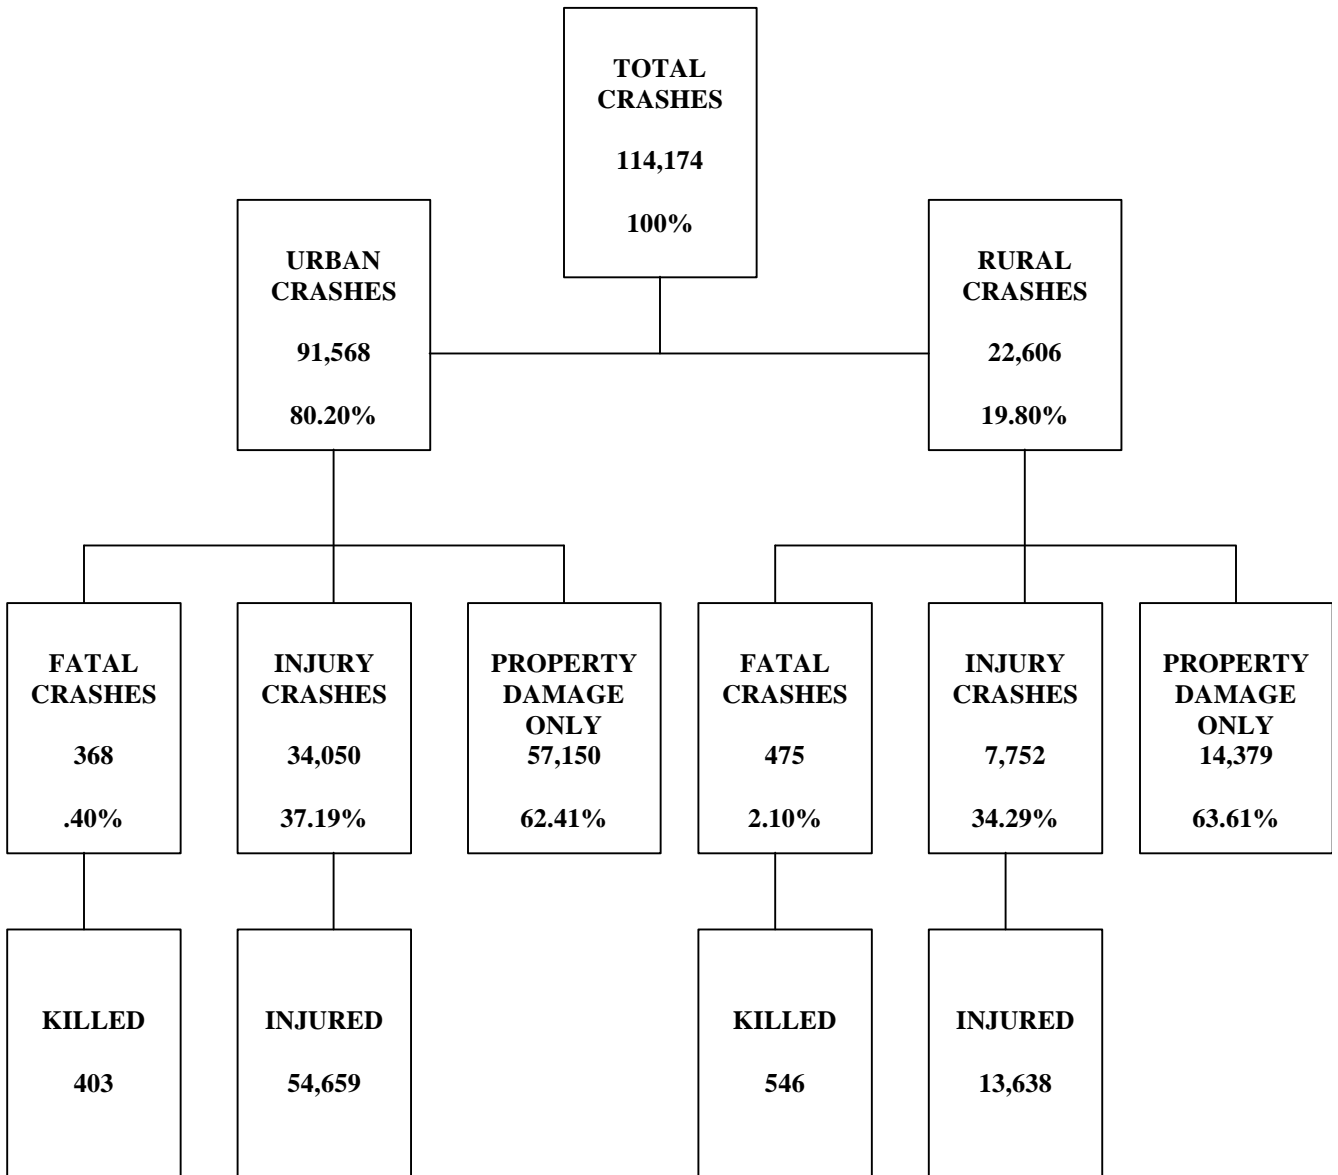 TOTAL
CRASHES
114,174
100%
URBAN
CRASHES
91,568
80.20%
RURAL
CRASHES
22,606
19.80%
FATAL
CRASHES
368
.40%
INJURY
CRASHES
34,050
37.19%
PROPERTY
DAMAGE
ONLY
57,150
62.41%
FATAL
CRASHES
475
2.10%
INJURY
CRASHES
7,752
34.29%
PROPERTY
DAMAGE
ONLY
14,379
63.61%
KILLED
403
INJURED
54,659
KILLED
546
INJURED
13,638